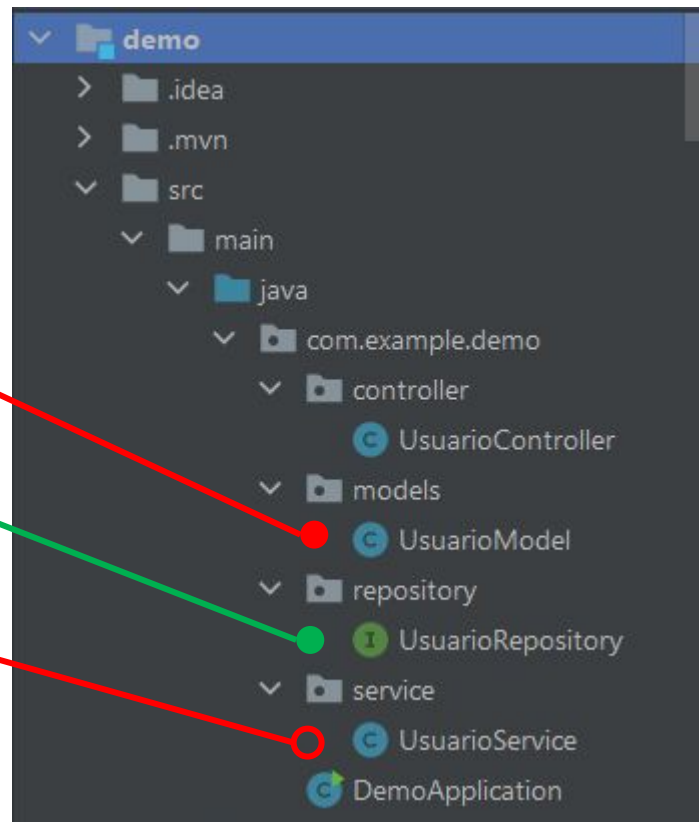 demo
.idea
.mvn
src
main
java
com.example.demo
controller
C UsuarioController
models
C UsuarioModel
repository
I UsuarioRepository
service
C UsuarioService
C DemoApplication